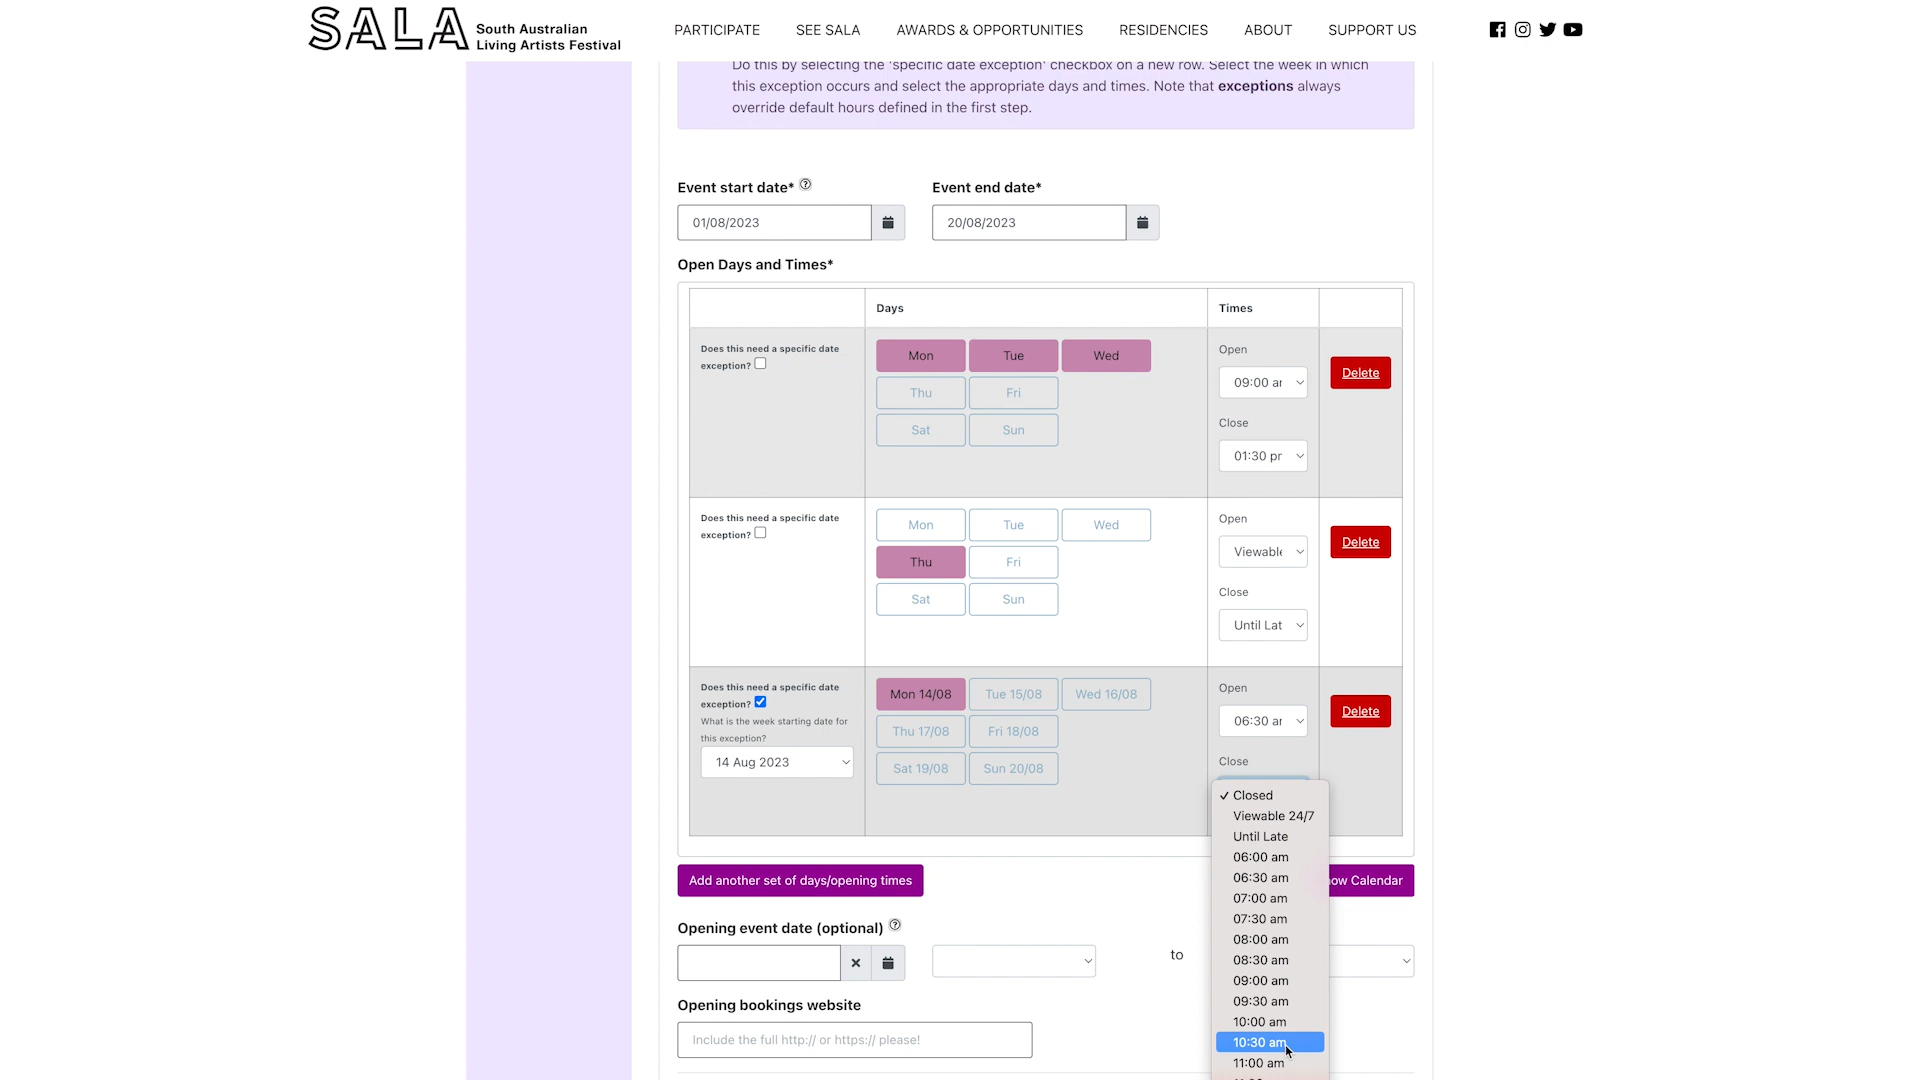 SALA South Australian
Living Artists Festival
PARTICIPATE SEE SALA AWARDS & OPPORTUNITIES RESIDENCIES ABOUT SUPPORT US
Do this by selecting the 'specific date exception' checkbox on a new row. Select the week in which
this exception occurs and select the appropriate days and times. Note that exceptions always
override default hours defined in the first step.
Event start date* Event end date*
01/08/2023 20/08/2023
Open Days and Times*
Days Times
Does this need a specific date
exception?
Mon Tue Wed
Thu Fri
Sat Sun
Open
09:00 ar
Close
01:30 pr
Delete
Does this need a specific date
exception?
Mon Tue Wed
Thu Fri
Sat Sun
Open
Viewable
Close
Until Lat
Delete
Does this need a specific date
exception?
What is the week starting date for
this exception?
14 Aug 2023
Mon 14/08 Tue 15/08 Wed 16/08
Thu 17/08 Fri 18/08
Sat 19/08 Sun 20/08
Open
06:30 ar
Close
Delete
✓ Closed
Viewable 24/7
Until Late
06:00 am
06:30 am
07:00 am
07:30 am
08:00 am
08:30 am
09:00 am
09:30 am
10:00 am
10:30 am
11:00 am
Add another set of days/opening times
ow Calendar
Opening event date (optional)
to
Opening bookings website
Include the full http:// or https:// please!